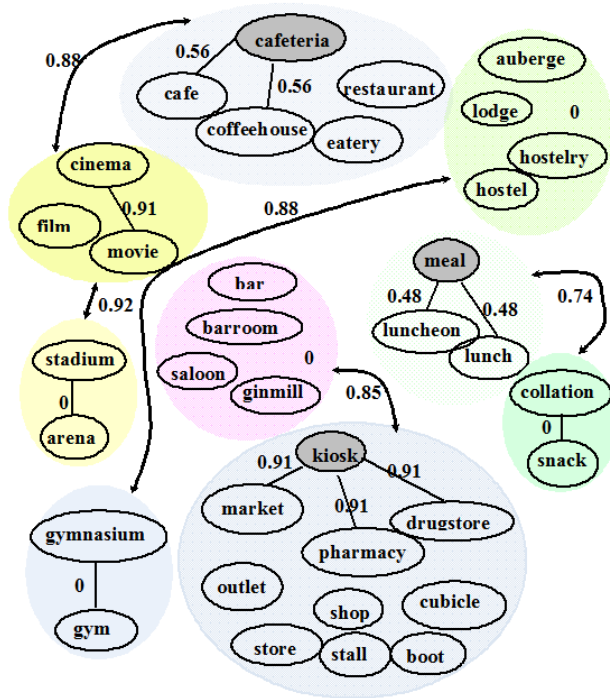 cafeteria
0.88
0.56
0.56
cafe
restaurant
coffeehouse
eatery
auberge
lodge
0
hostelry
hostel
cinema
0.91
film
movie
0.88
0.92
bar
barroom
saloon
0
ginmill
meal
0.48
0.48
luncheon
lunch
0.74
stadium
0
arena
collation
0
snack
0.85
kiosk
0.91
0.91
0.91
market
drugstore
pharmacy
outlet
shop
cubicle
store
stall
boot
gymnasium
0
gym